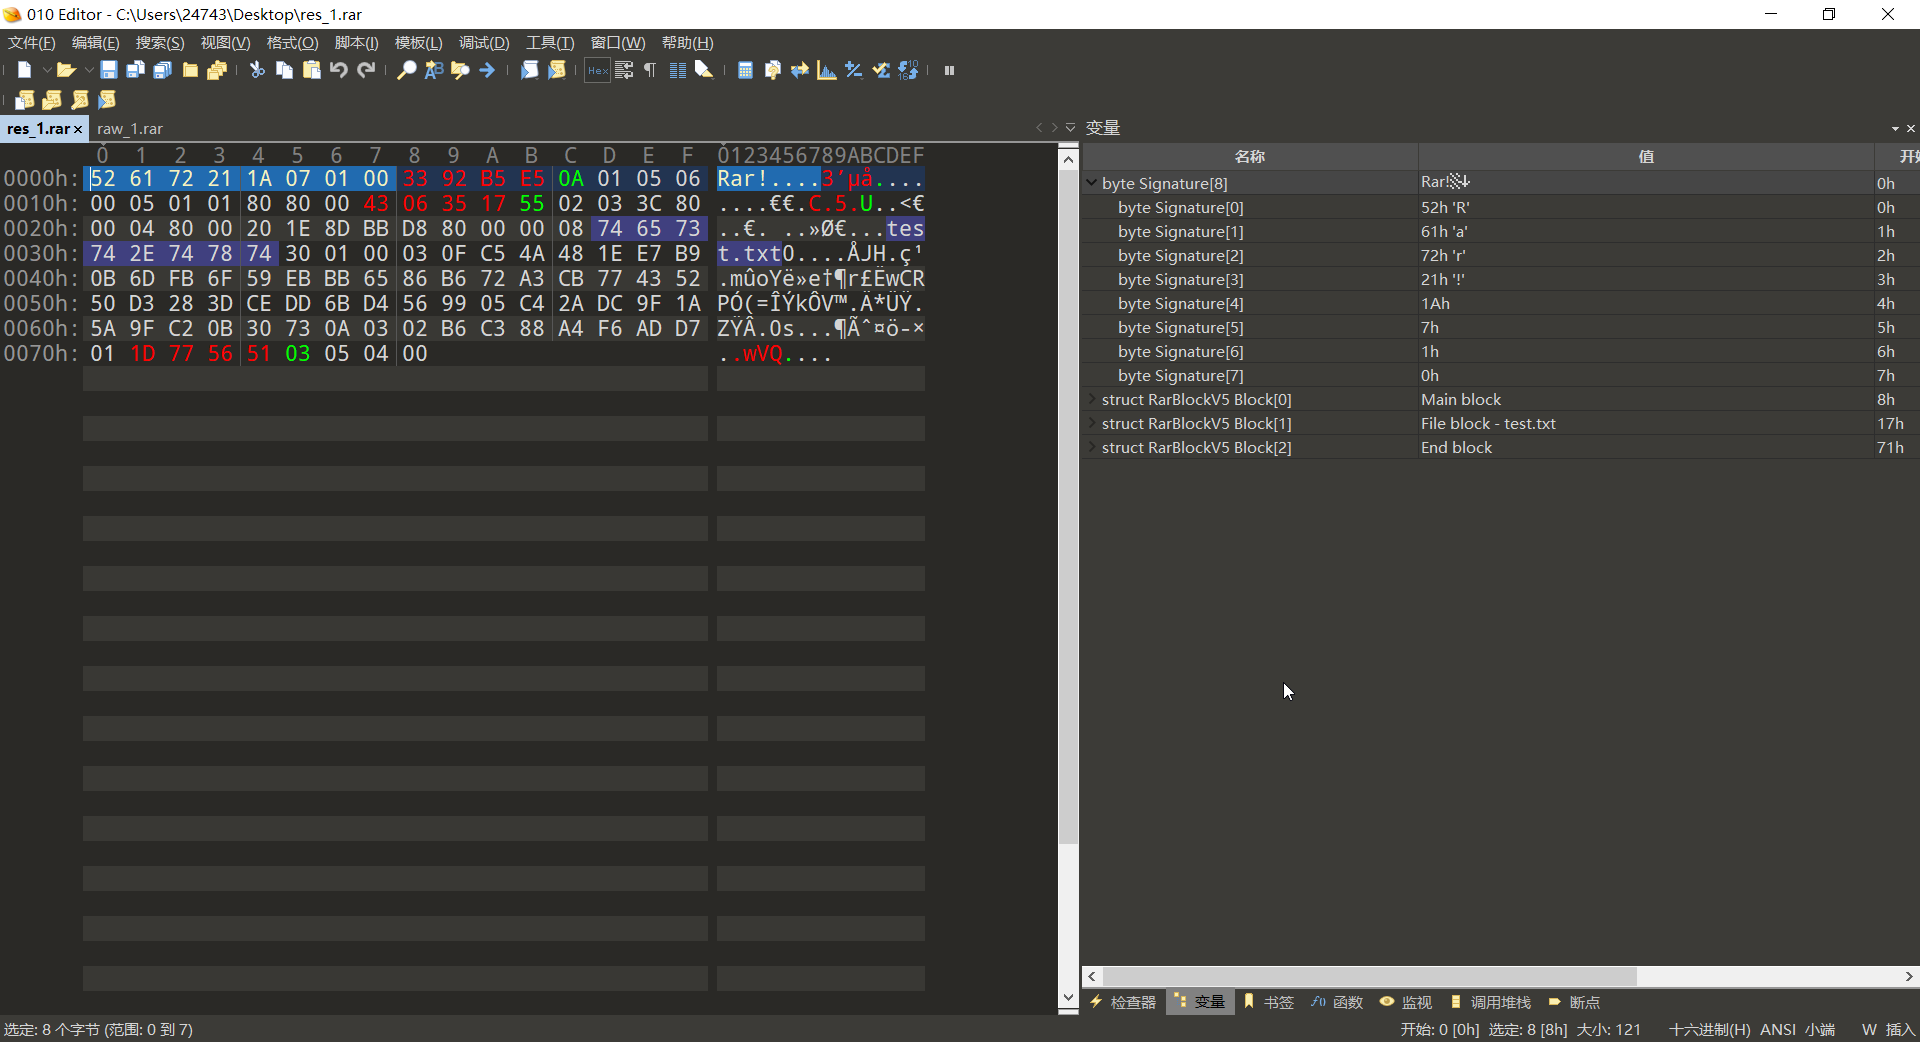 010 Editor - C:\Users\24743\Desktop\res_1.rar
文件(F) 编辑(E) 搜索(S) 视图(V) 格式(O) 脚本(I) 模板(L) 调试(D) 工具(T) 窗口(W) 帮助(H)
res_1.rar × raw_1.rar
变量
0 1 2 3 4 5 6 7 8 9 A B C D E F 0123456789ABCDEF
0000h: 52 61 72 21 1A 07 01 00 33 92 B5 E5 0A 01 05 06 Rar!....3’µå....
0010h: 00 05 01 01 80 80 00 43 06 35 17 55 02 03 3C 80 ....€€.C.5.U..<€
0020h: 00 04 80 00 20 1E 8D BB D8 80 00 00 08 74 65 73 ..€. ..»Ø€...tes
0030h: 74 2E 74 78 74 30 01 00 03 0F C5 4A 48 1E E7 B9 t.txt0....ÅJH.ç¹
0040h: 0B 6D FB 6F 59 EB BB 65 86 B6 72 A3 CB 77 43 52 .mûoYë»e†¶r£ËwCR
0050h: 50 D3 28 3D CE DD 6B D4 56 99 05 C4 2A DC 9F 1A PÓ(=ÎÝkÔV™.Ä*ÜŸ.
0060h: 5A 9F C2 0B 30 73 0A 03 02 B6 C3 88 A4 F6 AD D7 ZŸÂ.0s...¶Ãˆ¤ö-×
0070h: 01 1D 77 56 51 03 05 04 00 ..wVQ....
名称 值
byte Signature[8] Rar! 0h
byte Signature[0] 52h 'R' 0h
byte Signature[1] 61h 'a' 1h
byte Signature[2] 72h 'r' 2h
byte Signature[3] 21h '!' 3h
byte Signature[4] 1Ah 4h
byte Signature[5] 7h 5h
byte Signature[6] 1h 6h
byte Signature[7] 0h 7h
struct RarBlockV5 Block[0] Main block 8h
struct RarBlockV5 Block[1] File block - test.txt 17h
struct RarBlockV5 Block[2] End block 71h
检查器 变量 书签 f() 函数 监视 调用堆栈 断点
选定: 8 个字节 (范围: 0 到 7) 开始: 0 [0h] 选定: 8 [8h] 大小: 121 十六进制(H) ANSI 小端 W 插入